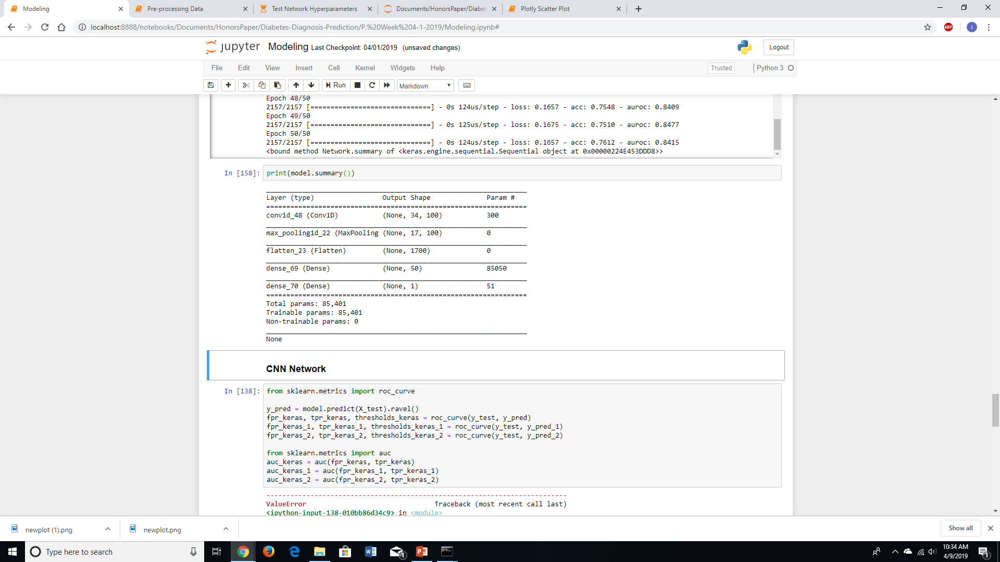 Modeling
Pre-processing Data
Test Network Hyperparameters
Documents/HonorsPaper/Diabet
Plotly Scatter Plot
localhost:8888/notebooks/Documents/HonorsPaper/Diabetes-Diagnosis-Prediction/P.%20Week%204-1-2019/Modeling.ipynb#
ABP
I
jupyter Modeling Last Checkpoint: 04/01/2019 (unsaved changes)
Logout
File Edit View Insert Cell Kernel Widgets Help
Trusted
Python 3
Run
Markdown
Epoch 48/50
2157/2157 [==============================] - 0s 124us/step - loss: 0.1657 - acc: 0.7548 - auroc: 0.8409
Epoch 49/50
2157/2157 [==============================] - 0s 125us/step - loss: 0.1675 - acc: 0.7510 - auroc: 0.8477
Epoch 50/50
2157/2157 [==============================] - 0s 124us/step - loss: 0.1657 - acc: 0.7612 - auroc: 0.8415
<bound method Network.summary of <keras.engine.sequential.Sequential object at 0x00000224E453DDD8>>
In [158]: print(model.summary())
_________________________________________________________________
Layer (type)                 Output Shape              Param #
=================================================================
conv1d_48 (Conv1D)           (None, 34, 100)           300
_________________________________________________________________
max_pooling1d_22 (MaxPooling (None, 17, 100)           0
_________________________________________________________________
flatten_23 (Flatten)         (None, 1700)              0
_________________________________________________________________
dense_69 (Dense)             (None, 50)                85050
_________________________________________________________________
dense_70 (Dense)             (None, 1)                 51
=================================================================
Total params: 85,401
Trainable params: 85,401
Non-trainable params: 0
_________________________________________________________________
None
CNN Network
In [138]: from sklearn.metrics import roc_curve
y_pred = model.predict(X_test).ravel()
fpr_keras, tpr_keras, thresholds_keras = roc_curve(y_test, y_pred)
fpr_keras_1, tpr_keras_1, thresholds_keras_1 = roc_curve(y_test, y_pred_1)
fpr_keras_2, tpr_keras_2, thresholds_keras_2 = roc_curve(y_test, y_pred_2)
from sklearn.metrics import auc
auc_keras = auc(fpr_keras, tpr_keras)
auc_keras_1 = auc(fpr_keras_1, tpr_keras_1)
auc_keras_2 = auc(fpr_keras_2, tpr_keras_2)
---------------------------------------------------------------------------
ValueError                                Traceback (most recent call last)
<ipython-input-138-010bb86d34c9> in <module>
newplot (1).png
newplot.png
Show all
Type here to search
1
10:34 AM
4/9/2019
1